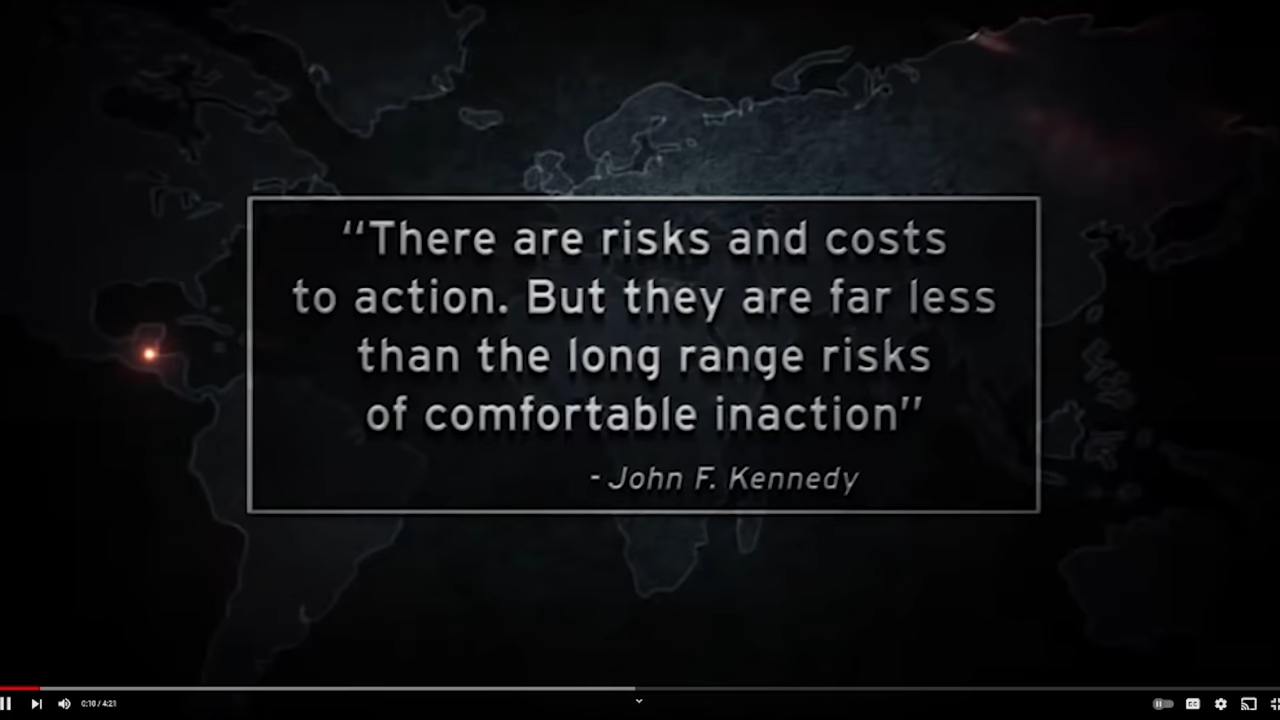 “There are risks and costs
to action. But they are far less
than the long range risks
of comfortable inaction”
- John F. Kennedy
0:10 / 4:21
CC